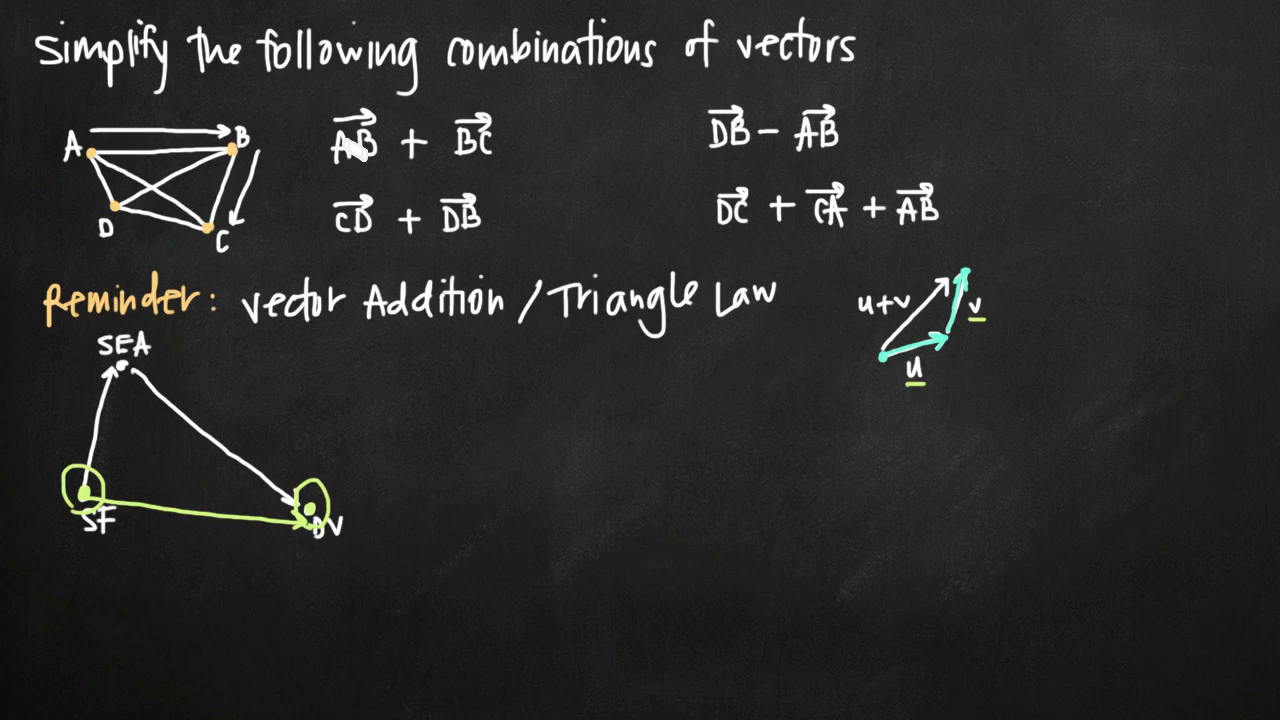 Simplify the following combinations of vectors
A B
D C
AB + BC
CD + DB
DB - AB
DC + CA + AB
Reminder: Vector Addition / Triangle Law
u+v v
u
SEA
SF DV